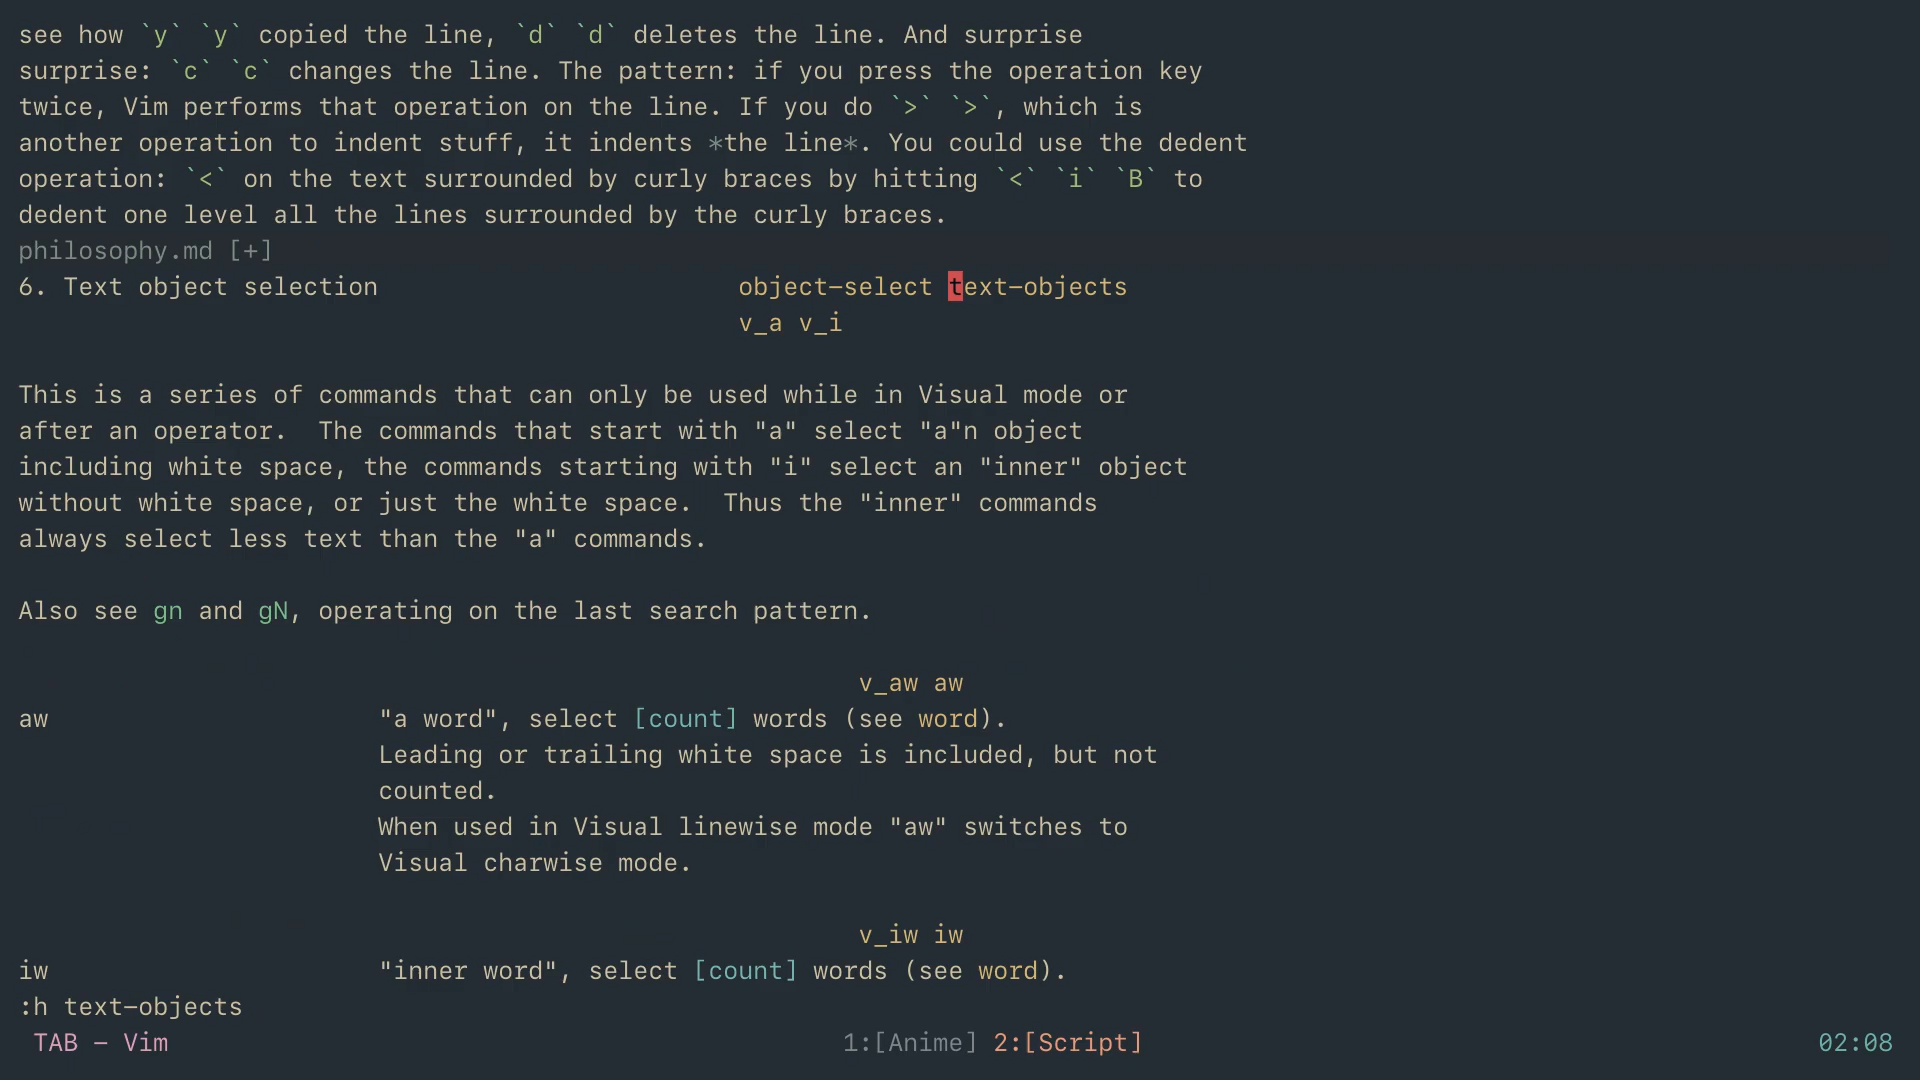 see how `y` `y` copied the line, `d` `d` deletes the line. And surprise
surprise: `c` `c` changes the line. The pattern: if you press the operation key
twice, Vim performs that operation on the line. If you do `>` `>`, which is
another operation to indent stuff, it indents *the line*. You could use the dedent
operation: `<` on the text surrounded by curly braces by hitting `<` `i` `B` to
dedent one level all the lines surrounded by the curly braces.
philosophy.md [+]
6. Text object selection object-select text-objects
v_a v_i
This is a series of commands that can only be used while in Visual mode or
after an operator.  The commands that start with "a" select "a"n object
including white space, the commands starting with "i" select an "inner" object
without white space, or just the white space.  Thus the "inner" commands
always select less text than the "a" commands.
Also see gn and gN, operating on the last search pattern.
v_aw aw
aw "a word", select [count] words (see word).
Leading or trailing white space is included, but not
counted.
When used in Visual linewise mode "aw" switches to
Visual charwise mode.
v_iw iw
iw "inner word", select [count] words (see word).
:h text-objects
TAB - Vim 1:[Anime] 2:[Script] 02:08